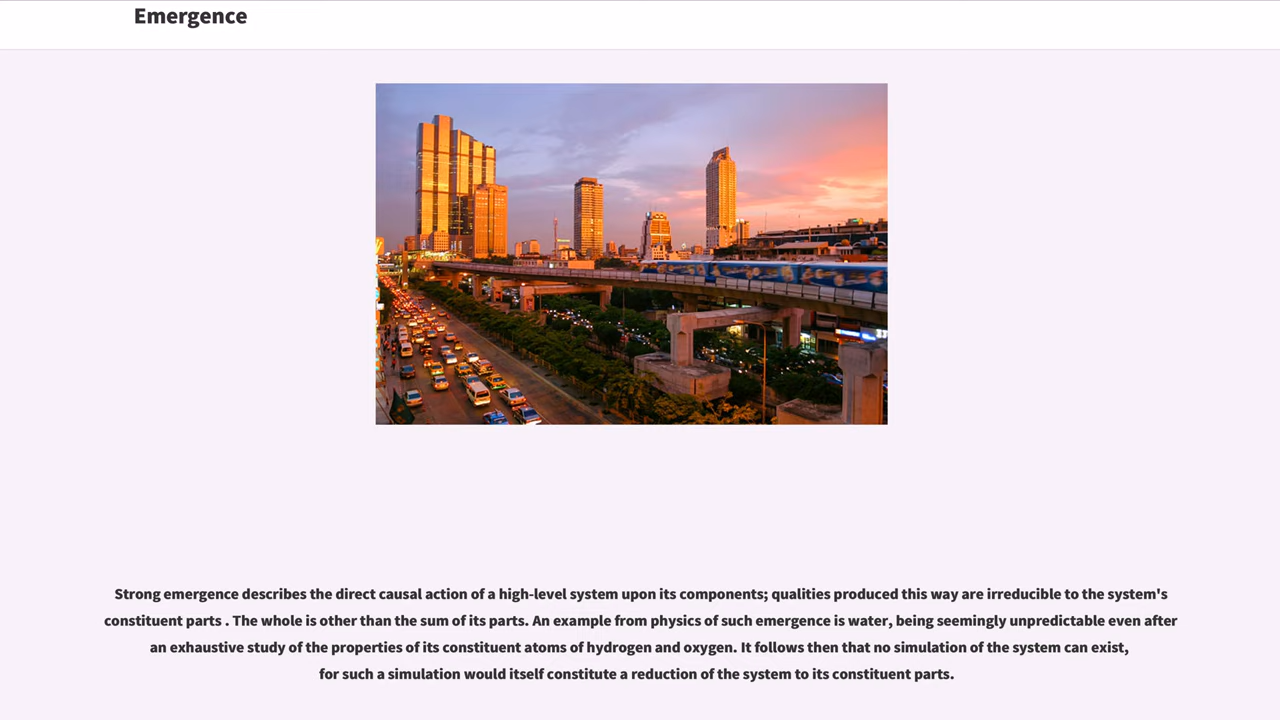 Emergence
Strong emergence describes the direct causal action of a high-level system upon its components; qualities produced this way are irreducible to the system's
constituent parts . The whole is other than the sum of its parts. An example from physics of such emergence is water, being seemingly unpredictable even after
an exhaustive study of the properties of its constituent atoms of hydrogen and oxygen. It follows then that no simulation of the system can exist,
for such a simulation would itself constitute a reduction of the system to its constituent parts.